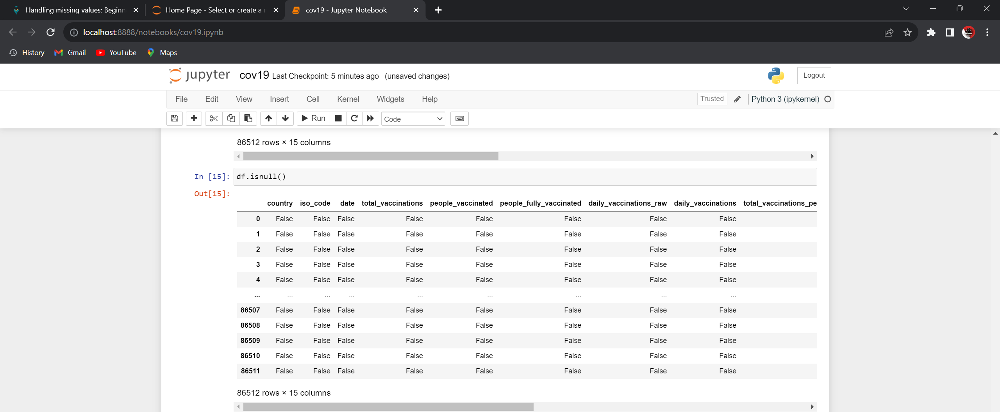 Handling missing values: Beginn
Home Page - Select or create a n
cov19 - Jupyter Notebook
localhost:8888/notebooks/cov19.ipynb
History Gmail YouTube Maps
jupyter cov19 Last Checkpoint: 5 minutes ago (unsaved changes) Logout
File Edit View Insert Cell Kernel Widgets Help Trusted Python 3 (ipykernel)
Run Code
86512 rows × 15 columns
In [15]: df.isnull()
Out[15]:
country iso_code date total_vaccinations people_vaccinated people_fully_vaccinated daily_vaccinations_raw daily_vaccinations total_vaccinations_pe
0 False False False False False False False False
1 False False False False False False False False
2 False False False False False False False False
3 False False False False False False False False
4 False False False False False False False False
... ... ... ... ... ... ... ... ...
86507 False False False False False False False False
86508 False False False False False False False False
86509 False False False False False False False False
86510 False False False False False False False False
86511 False False False False False False False False
86512 rows × 15 columns